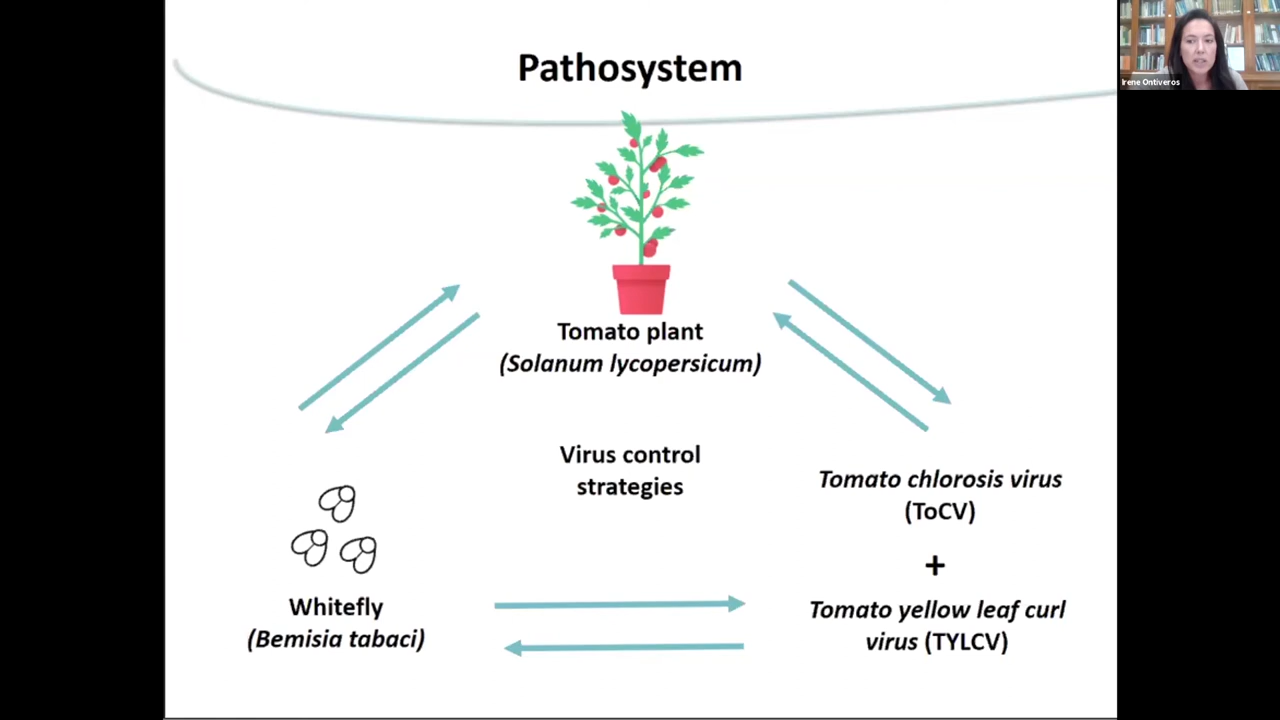 Pathosystem
Irene Ontiveros
Tomato plant
(Solanum lycopersicum)
Virus control
strategies
Tomato chlorosis virus
(ToCV)
+
Tomato yellow leaf curl
virus (TYLCV)
Whitefly
(Bemisia tabaci)